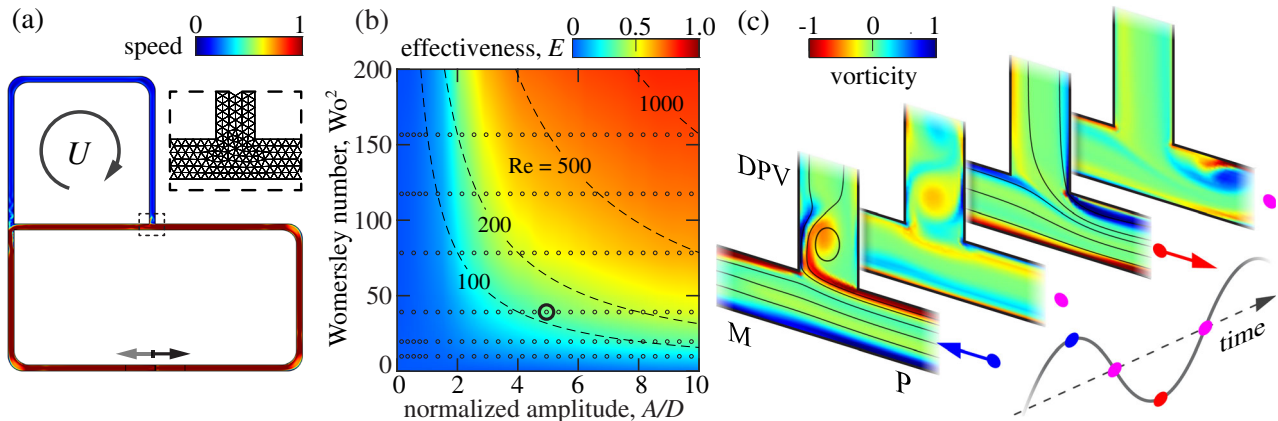 (a)
0 1
speed
U
(b)
effectiveness, E
0 0.5 1.0
Womersley number, Wo²
200
150
100
50
0
1000
Re = 500
200
100
0 2 4 6 8 10
normalized amplitude, A/D
(c)
-1 0 1
vorticity
DPV
M
P
time